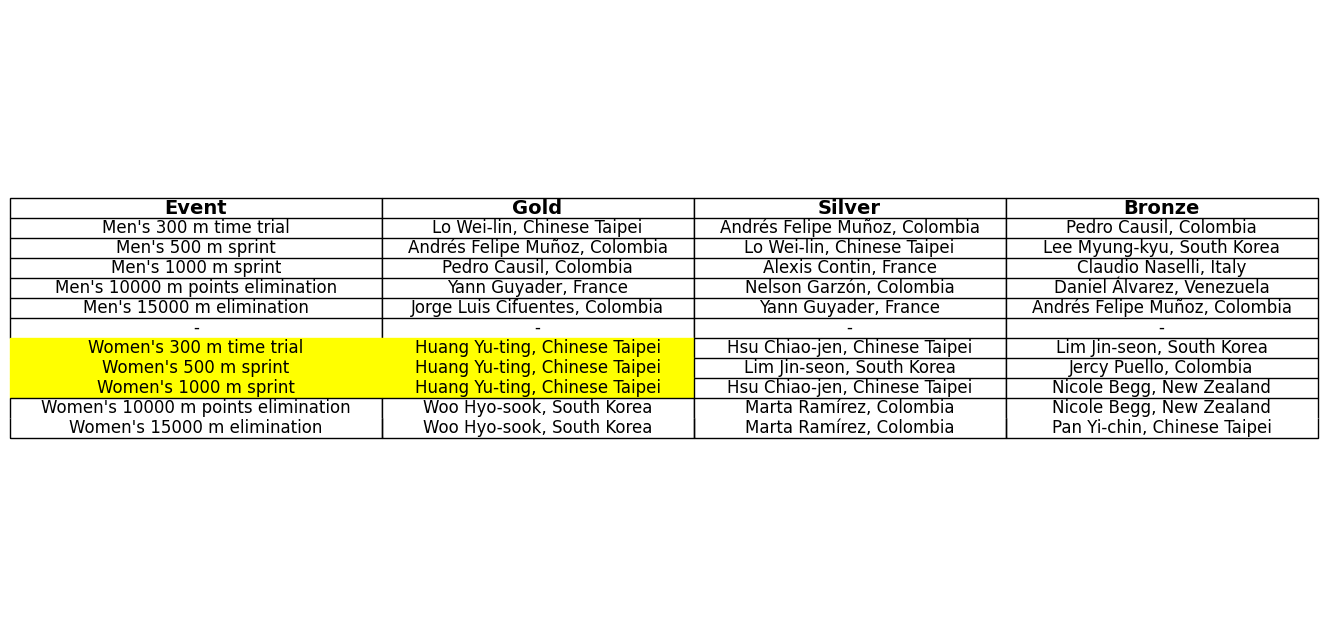 Event Gold Silver Bronze
Men's 300 m time trial Lo Wei-lin, Chinese Taipei Andrés Felipe Muñoz, Colombia Pedro Causil, Colombia
Men's 500 m sprint Andrés Felipe Muñoz, Colombia Lo Wei-lin, Chinese Taipei Lee Myung-kyu, South Korea
Men's 1000 m sprint Pedro Causil, Colombia Alexis Contin, France Claudio Naselli, Italy
Men's 10000 m points elimination Yann Guyader, France Nelson Garzón, Colombia Daniel Álvarez, Venezuela
Men's 15000 m elimination Jorge Luis Cifuentes, Colombia Yann Guyader, France Andrés Felipe Muñoz, Colombia
- - - -
Women's 300 m time trial Huang Yu-ting, Chinese Taipei Hsu Chiao-jen, Chinese Taipei Lim Jin-seon, South Korea
Women's 500 m sprint Huang Yu-ting, Chinese Taipei Lim Jin-seon, South Korea Jercy Puello, Colombia
Women's 1000 m sprint Huang Yu-ting, Chinese Taipei Hsu Chiao-jen, Chinese Taipei Nicole Begg, New Zealand
Women's 10000 m points elimination Woo Hyo-sook, South Korea Marta Ramírez, Colombia Nicole Begg, New Zealand
Women's 15000 m elimination Woo Hyo-sook, South Korea Marta Ramírez, Colombia Pan Yi-chin, Chinese Taipei